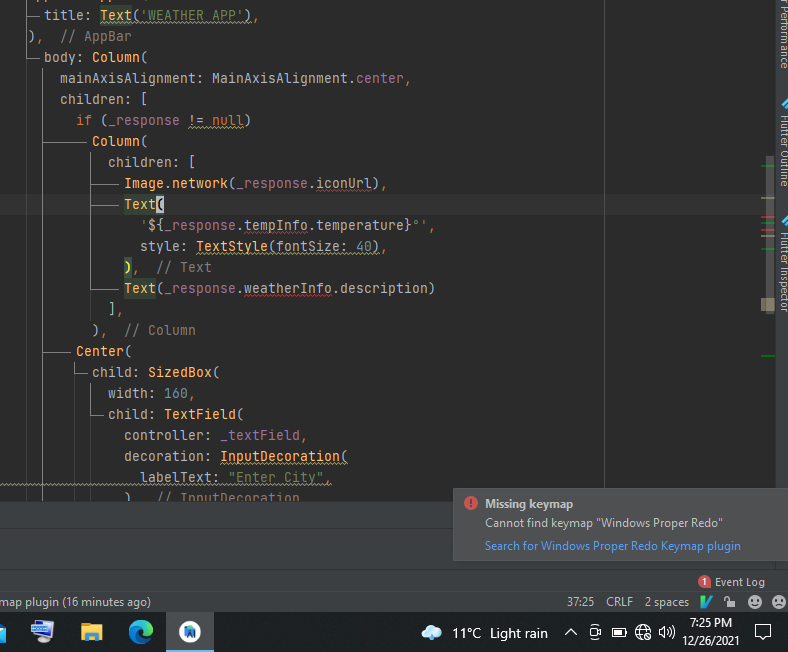 title: Text('WEATHER APP'),
), // AppBar
body: Column(
mainAxisAlignment: MainAxisAlignment.center,
children: [
if (_response != null)
Column(
children: [
Image.network(_response.iconUrl),
Text(
'${_response.tempInfo.temperature}°',
style: TextStyle(fontSize: 40),
), // Text
Text(_response.weatherInfo.description)
],
), // Column
Center(
child: SizedBox(
width: 160,
child: TextField(
controller: _textField,
decoration: InputDecoration(
labelText: "Enter City",
) // InputDecoration
Performance
Flutter Outline
Flutter Inspector
Missing keymap
Cannot find keymap "Windows Proper Redo"
Search for Windows Proper Redo Keymap plugin
1 Event Log
map plugin (16 minutes ago)
37:25 CRLF 2 spaces
11°C Light rain
7:25 PM
12/26/2021